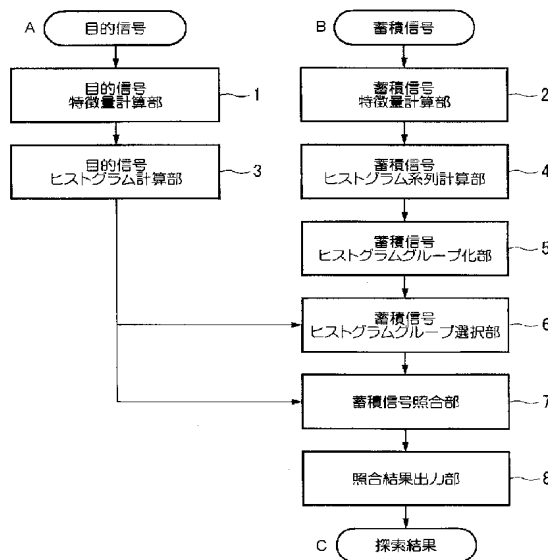 A
目的信号
目的信号
特徴量計算部
1
目的信号
ヒストグラム計算部
3
B
蓄積信号
蓄積信号
特徴量計算部
2
蓄積信号
ヒストグラム系列計算部
4
蓄積信号
ヒストグラムグループ化部
5
蓄積信号
ヒストグラムグループ選択部
6
蓄積信号照合部
7
照合結果出力部
8
C
探索結果